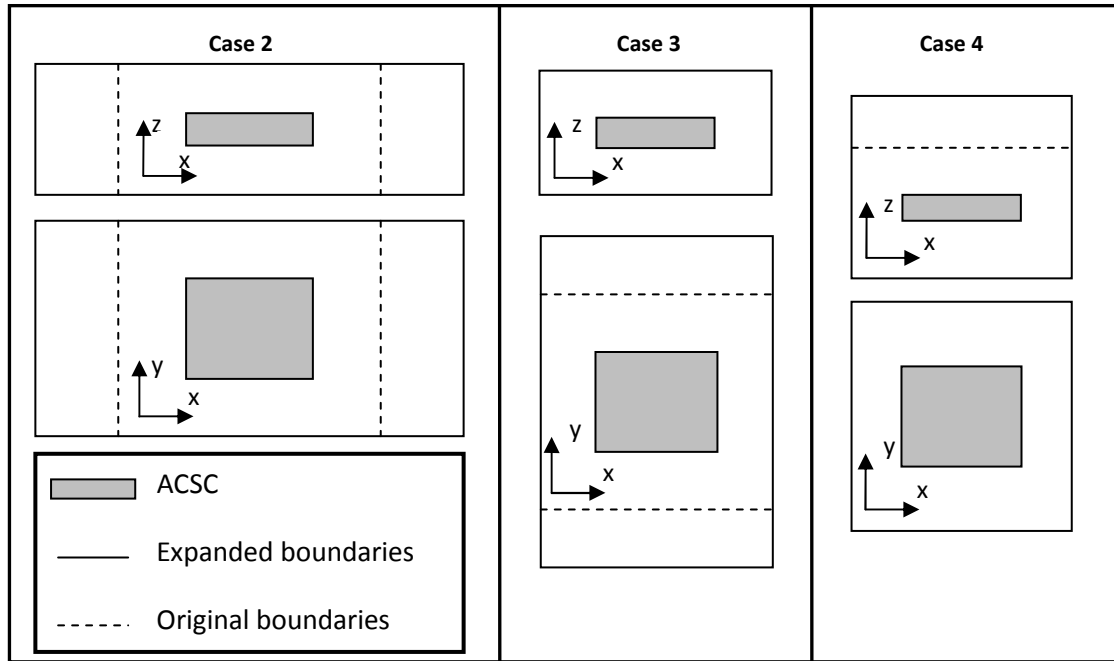 Case 2
z
x
y
x
ACSC
Expanded boundaries
Original boundaries
Case 3
z
x
y
x
Case 4
z
x
y
x